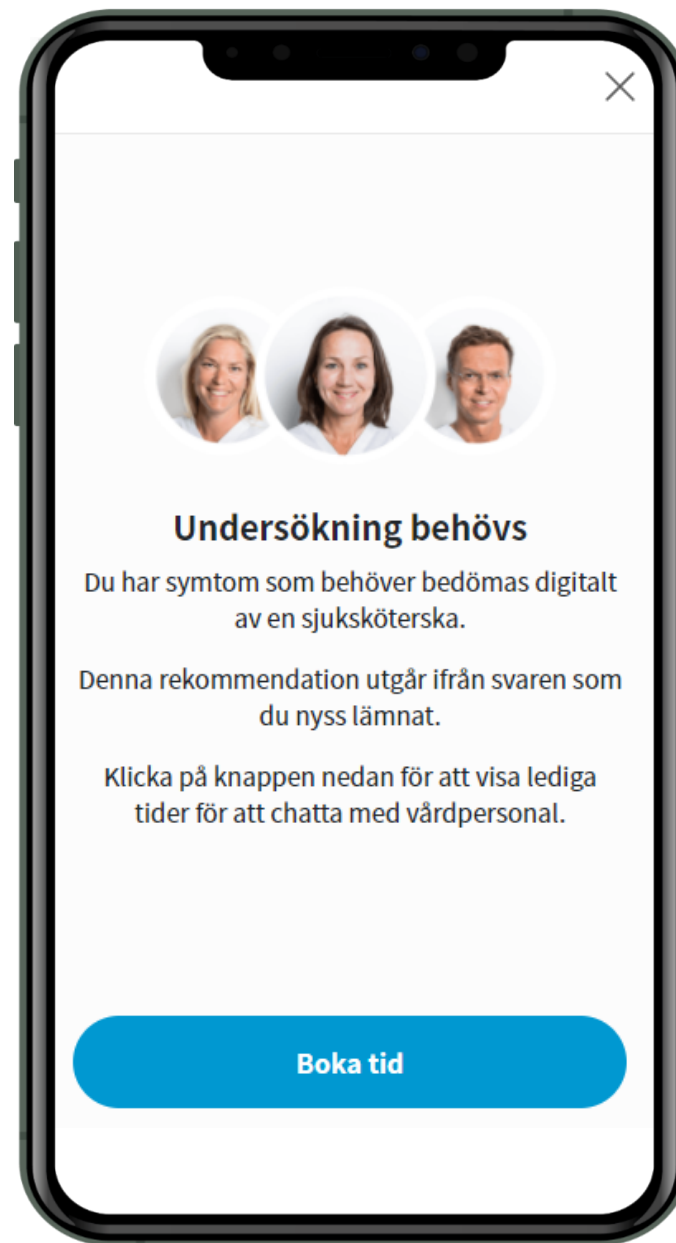 Undersökning behövs
Du har symtom som behöver bedömas digitalt
av en sjuksköterska.
Denna rekommendation utgår ifrån svaren som
du nyss lämnat.
Klicka på knappen nedan för att visa lediga
tider för att chatta med vårdpersonal.
Boka tid